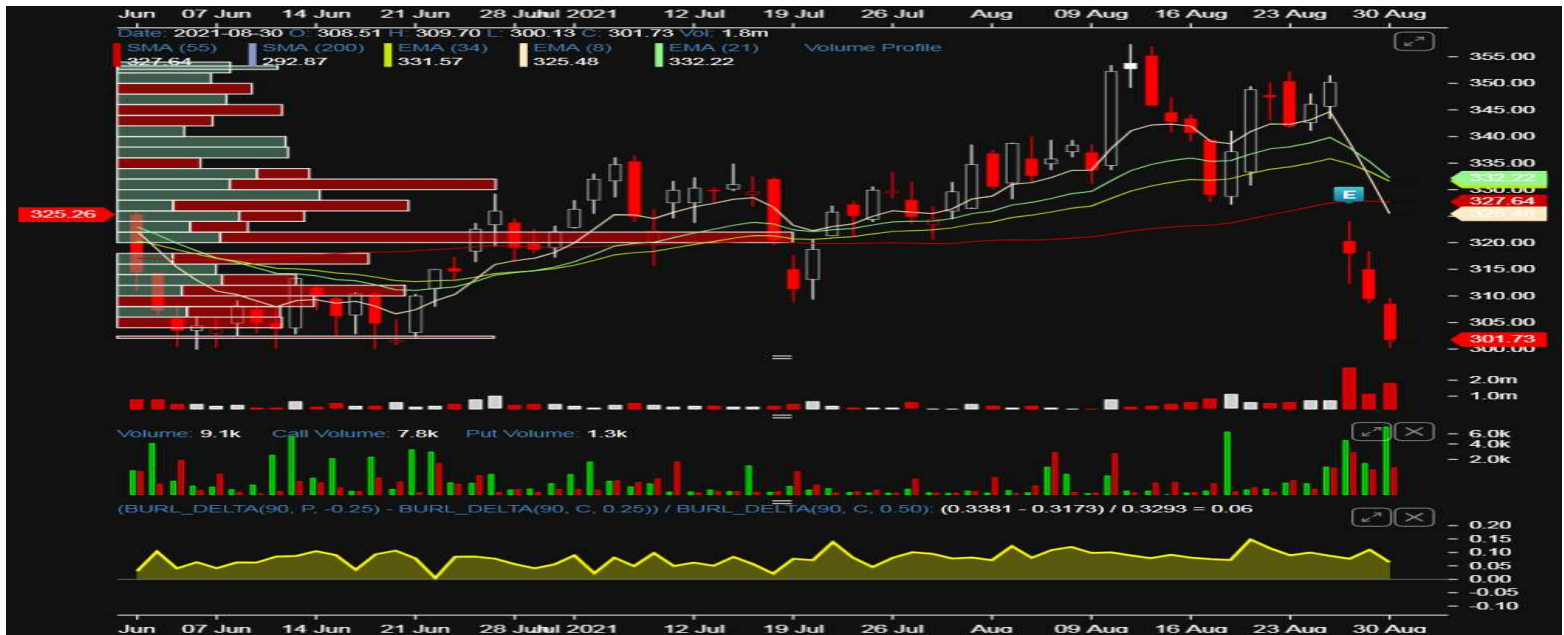 Jun 07 Jun 14 Jun 21 Jun 28 Jun Jul 2021 12 Jul 19 Jul 26 Jul Aug 09 Aug 16 Aug 23 Aug 30 Aug
Date: 2021-08-30 O: 308.51 H: 309.70 L: 300.13 C: 301.73 Vol: 1.8m
SMA (55) SMA (200) EMA (34) EMA (8) EMA (21) Volume Profile
327.64 292.87 331.57 325.48 332.22
355.00
350.00
345.00
340.00
335.00
332.22
330.00
E
327.64
325.48
325.26
320.00
315.00
310.00
305.00
301.73
300.00
2.0m
1.0m
Volume: 9.1k Call Volume: 7.8k Put Volume: 1.3k
6.0k
4.0k
2.0k
(BURL_DELTA(90, P, -0.25) - BURL_DELTA(90, C, 0.25)) / BURL_DELTA(90, C, 0.50): (0.3381 - 0.3173) / 0.3293 = 0.06
0.20
0.15
0.10
0.05
0.00
-0.05
-0.10
Jun 07 Jun 14 Jun 21 Jun 28 Jun Jul 2021 12 Jul 19 Jul 26 Jul Aug 09 Aug 16 Aug 23 Aug 30 Aug